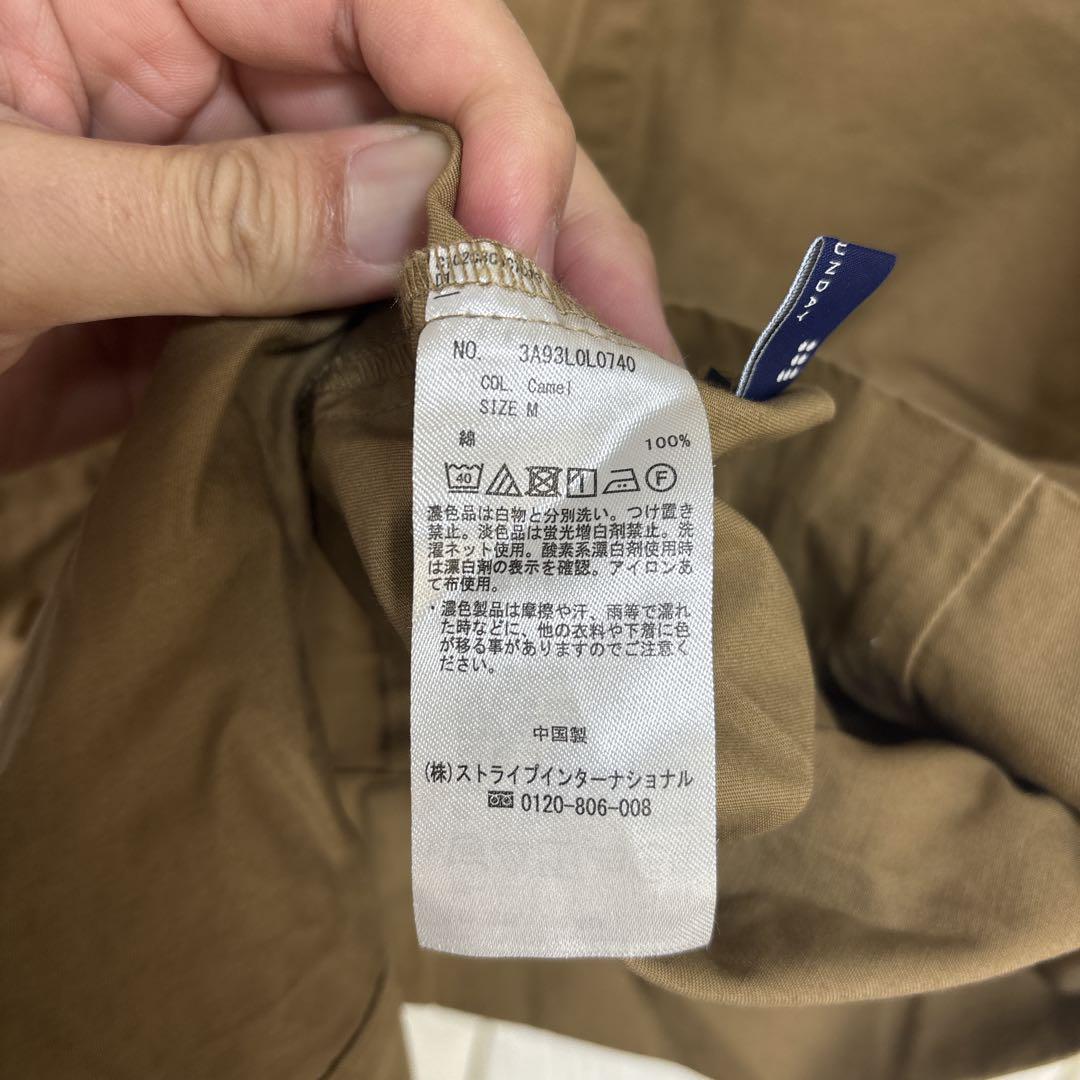 NO. 3A93L0L0740
COL. Camel
SIZE M
綿 100%
40 F
濃色品は白物と分別洗い。つけ置き
禁止。淡色品は蛍光増白剤禁止。洗
濯ネット使用。酸素系漂白剤使用時
は漂白剤の表示を確認。アイロンあ
て布使用。
・濃色製品は摩擦や汗、雨等で濡れ
た時などに、他の衣料や下着に色
が移る事がありますのでご注意く
ださい。
中国製
(株)ストライプインターナショナル
0120-806-008
UNDAY